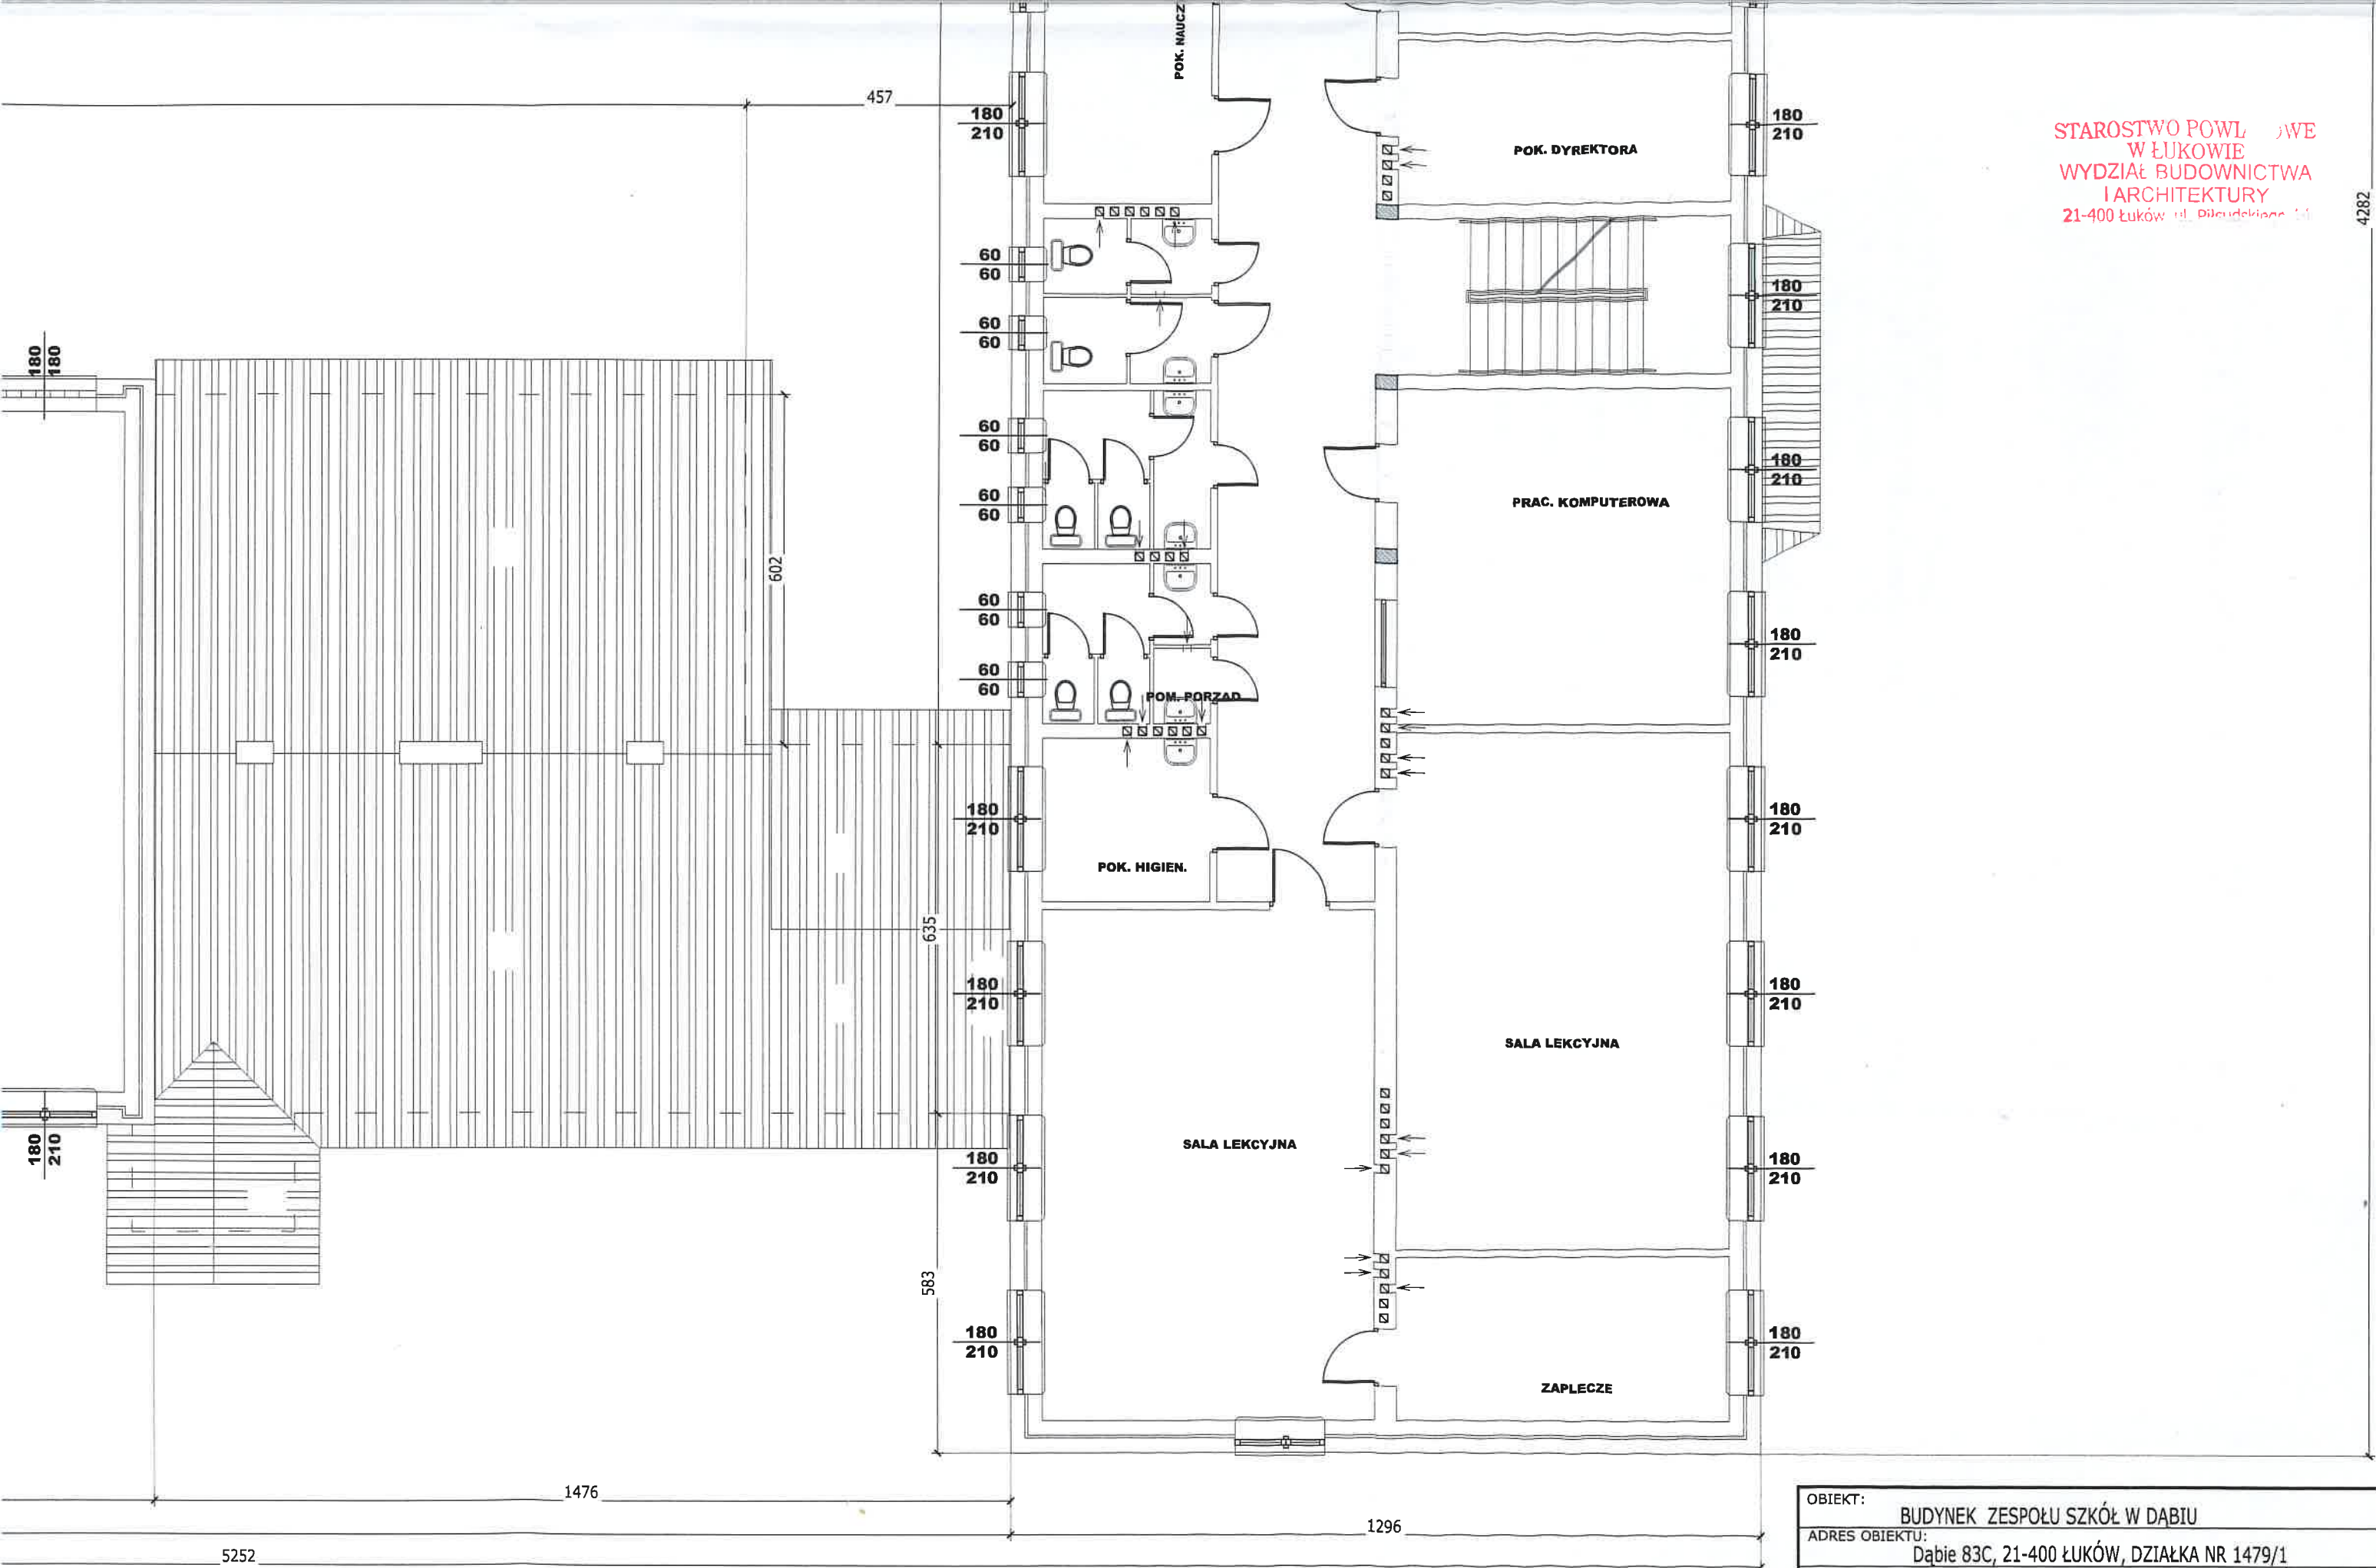 POK. NAUCZ
457
180
210
180
210
POK. DYREKTORA
STAROSTWO
W ŁUKOWIE
WYDZIAŁ BUDOWNICTWA
I ARCHITEKTURY
21-400 Łuków ul.
4282
60
60
180
210
60
60
180
180
60
60
180
210
60
60
PRAC. KOMPUTEROWA
602
60
60
180
210
60
60
POM. PORZĄD.
180
210
180
210
POK. HIGIEN.
635
180
210
180
210
SALA LEKCYJNA
180
210
SALA LEKCYJNA
180
210
180
210
583
180
210
180
210
ZAPLECZE
1476
1296
5252
OBIEKT:
BUDYNEK ZESPOŁU SZKÓŁ W DĄBIU
ADRES OBIEKTU:
Dąbie 83C, 21-400 ŁUKÓW, DZIAŁKA NR 1479/1